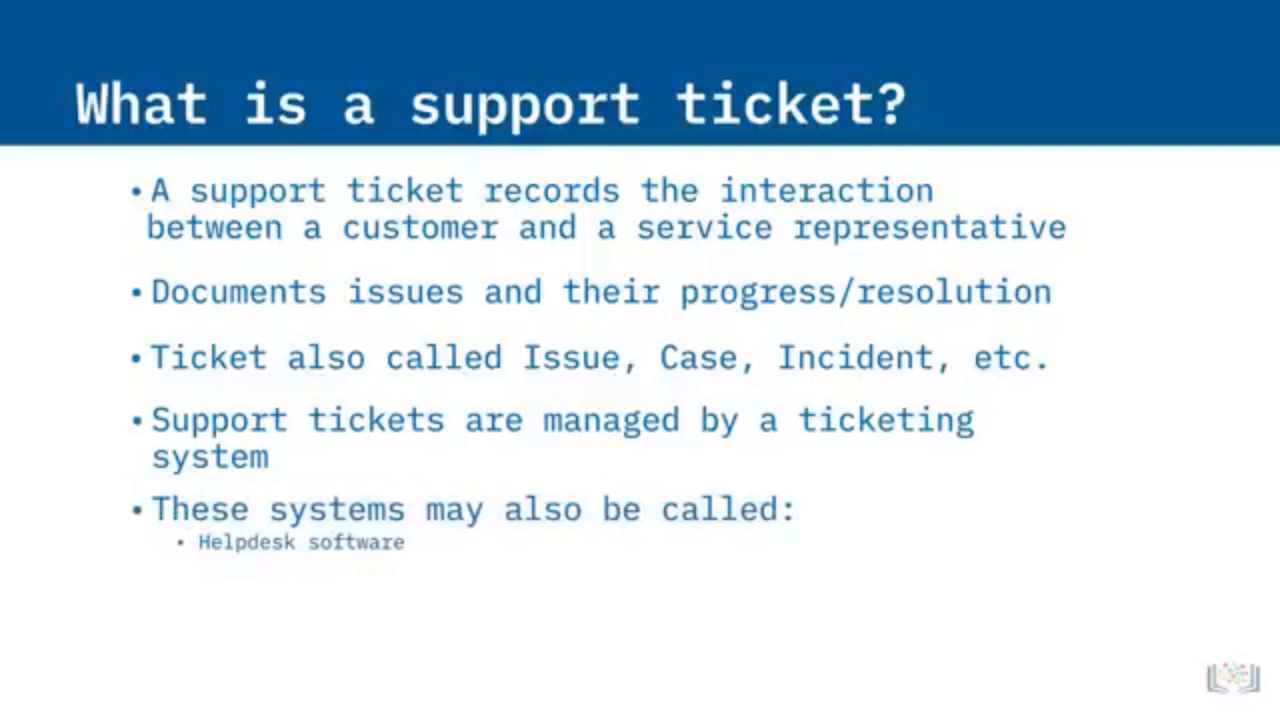 What is a support ticket?
• A support ticket records the interaction
between a customer and a service representative
• Documents issues and their progress/resolution
• Ticket also called Issue, Case, Incident, etc.
• Support tickets are managed by a ticketing
system
• These systems may also be called:
• Helpdesk software